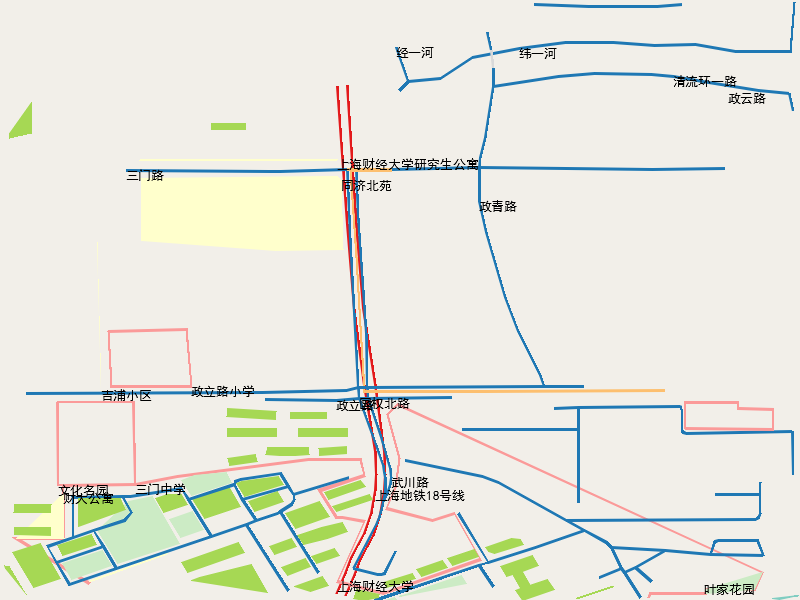 经一河
纬一河
清流环一路
政云路
上海财经大学研究生公寓
三门路
同济北苑
政青路
政立路小学
吉浦小区
政立路
国权北路
武川路
上海地铁18号线
文化名园
三门中学
财大公寓
上海财经大学
叶家花园